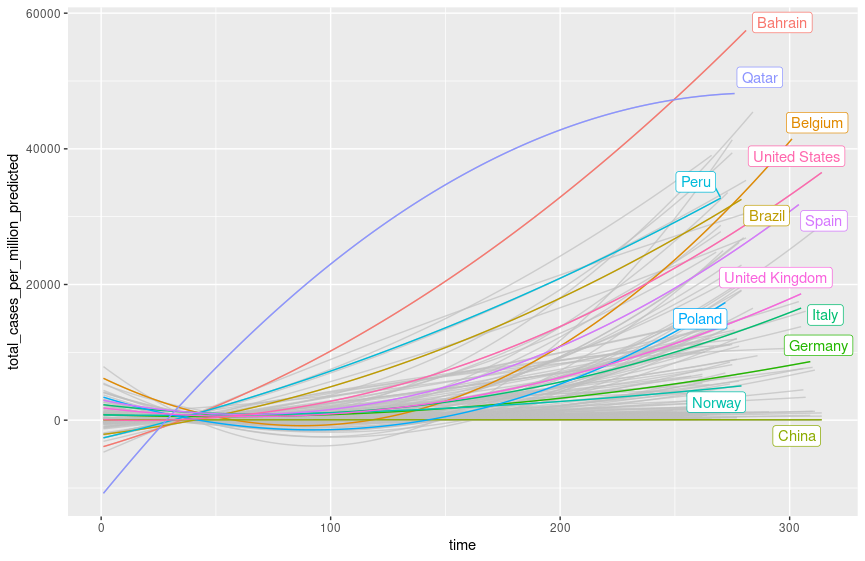 60000
Bahrain
Qatar
Belgium
40000
United States
Peru
Brazil
Spain
total_cases_per_million_predicted
United Kingdom
20000
Italy
Poland
Germany
Norway
0
China
0 100 200 300
time